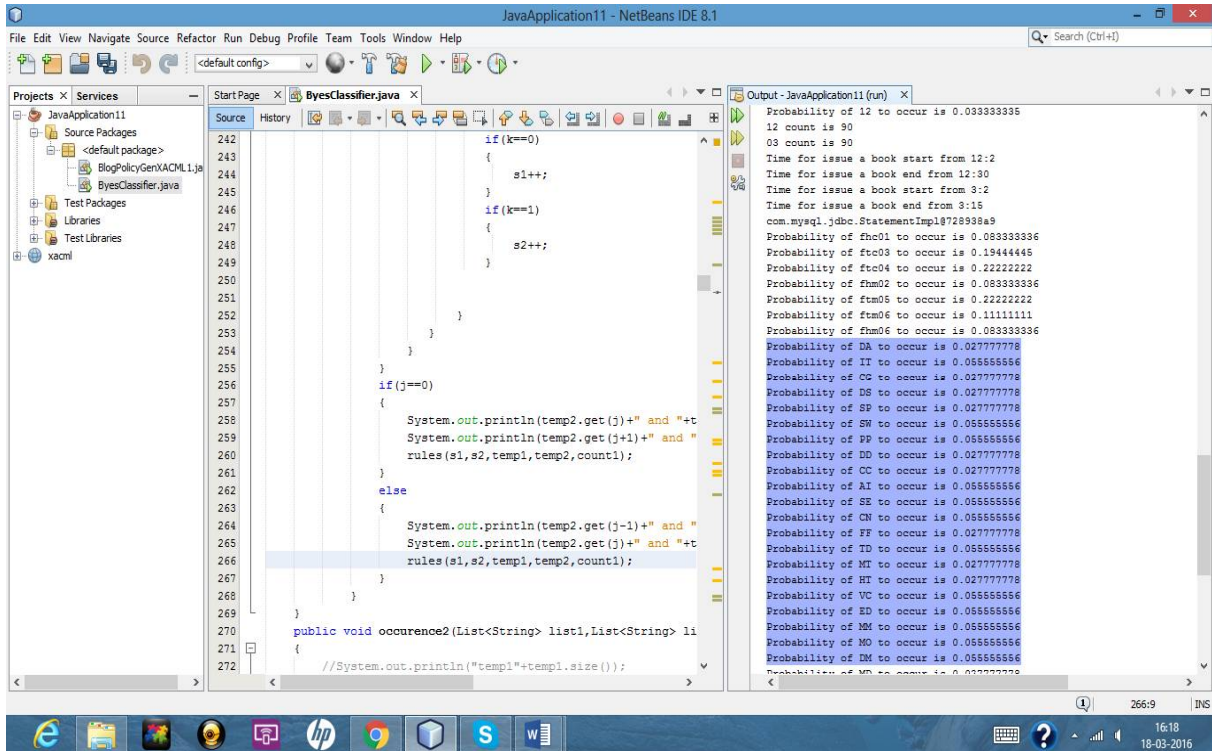 JavaApplication11 - NetBeans IDE 8.1
File Edit View Navigate Source Refactor Run Debug Profile Team Tools Window Help
Search (Ctrl+I)
<default config>
Projects Services
JavaApplication11
Source Packages
<default package>
BlogPolicyGenXACML1.ja
ByesClassifier.java
Test Packages
Libraries
Test Libraries
xacml
Start Page ByesClassifier.java
Source History
242 if(k==0)
243 {
244 s1++;
245 }
246 if(k==1)
247 {
248 s2++;
249 }
250
251
252 }
253 }
254 }
255 }
256 if(j==0)
257 {
258 System.out.println(temp2.get(j)+" and "+t
259 System.out.println(temp2.get(j+1)+" and "
260 rules(s1,s2,temp1,temp2,count1);
261 }
262 else
263 {
264 System.out.println(temp2.get(j-1)+" and "
265 System.out.println(temp2.get(j)+" and "+t
266 rules(s1,s2,temp1,temp2,count1);
267 }
268 }
269 }
270 public void occurence2(List<String> list1,List<String> li
271 {
272 //System.out.println("temp1"+temp1.size());
Output - JavaApplication11 (run)
Probability of 12 to occur is 0.033333335
12 count is 90
03 count is 90
Time for issue a book start from 12:2
Time for issue a book end from 12:30
Time for issue a book start from 3:2
Time for issue a book end from 3:15
com.mysql.jdbc.StatementImpl@728938a9
Probability of fhc01 to occur is 0.083333336
Probability of ftc03 to occur is 0.19444445
Probability of ftc04 to occur is 0.22222222
Probability of fhm02 to occur is 0.083333336
Probability of ftm05 to occur is 0.22222222
Probability of ftm06 to occur is 0.11111111
Probability of fhm06 to occur is 0.083333336
Probability of DA to occur is 0.027777778
Probability of IT to occur is 0.055555556
Probability of CG to occur is 0.027777778
Probability of DS to occur is 0.027777778
Probability of SP to occur is 0.027777778
Probability of SW to occur is 0.055555556
Probability of PP to occur is 0.055555556
Probability of DD to occur is 0.027777778
Probability of CC to occur is 0.027777778
Probability of AI to occur is 0.055555556
Probability of SE to occur is 0.055555556
Probability of CN to occur is 0.055555556
Probability of FF to occur is 0.027777778
Probability of TD to occur is 0.055555556
Probability of MT to occur is 0.027777778
Probability of HT to occur is 0.027777778
Probability of VC to occur is 0.055555556
Probability of ED to occur is 0.055555556
Probability of MM to occur is 0.055555556
Probability of MO to occur is 0.055555556
Probability of DM to occur is 0.055555556
Probability of MD to occur is 0.027777778
1 266:9 INS
hp S W
16:18
18-03-2016